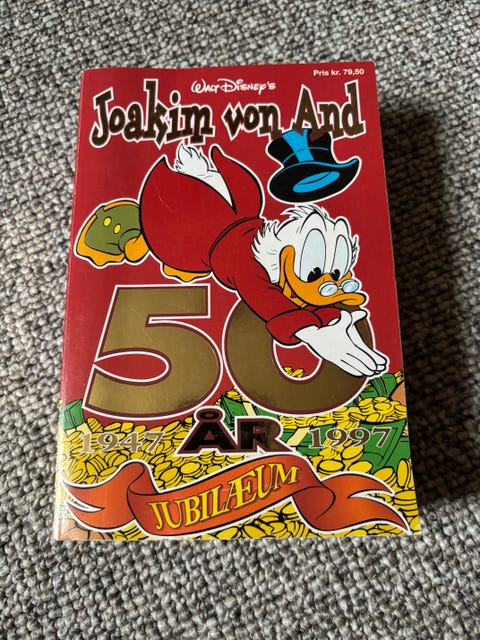 Pris kr. 79,50
Walt Disney's
Joakim von And
50
ÅR
1947 1997
JUBILÆUM